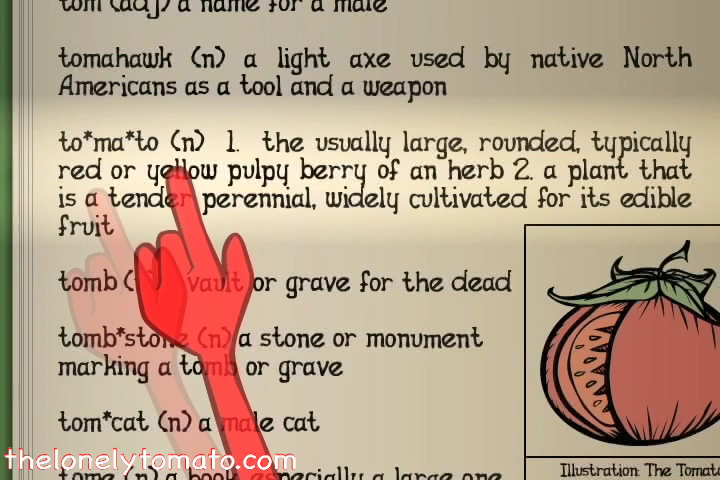 tom (adj) a name for a male
tomahawk (n) a light axe used by native North
Americans as a tool and a weapon
to*ma*to (n) 1. the usually large, rounded, typically
red or yellow pulpy berry of an herb 2. a plant that
is a tender perennial, widely cultivated for its edible
fruit
tomb (n) vault or grave for the dead
tomb*stone (n) a stone or monument
marking a tomb or grave
tom*cat (n) a male cat
tome (n) a book, especially a large one
Illustration: The Tomato
thelonelytomato.com